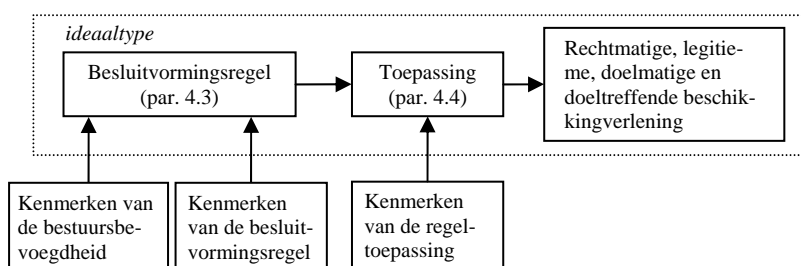 ideaaltype
Besluitvormingsregel
(par. 4.3)
Toepassing
(par. 4.4)
Rechtmatige, legitie-
me, doelmatige en
doeltreffende beschik-
kingverlening
Kenmerken van
de bestuursbe-
voegdheid
Kenmerken
van de besluit-
vormingsregel
Kenmerken
van de regel-
toepassing